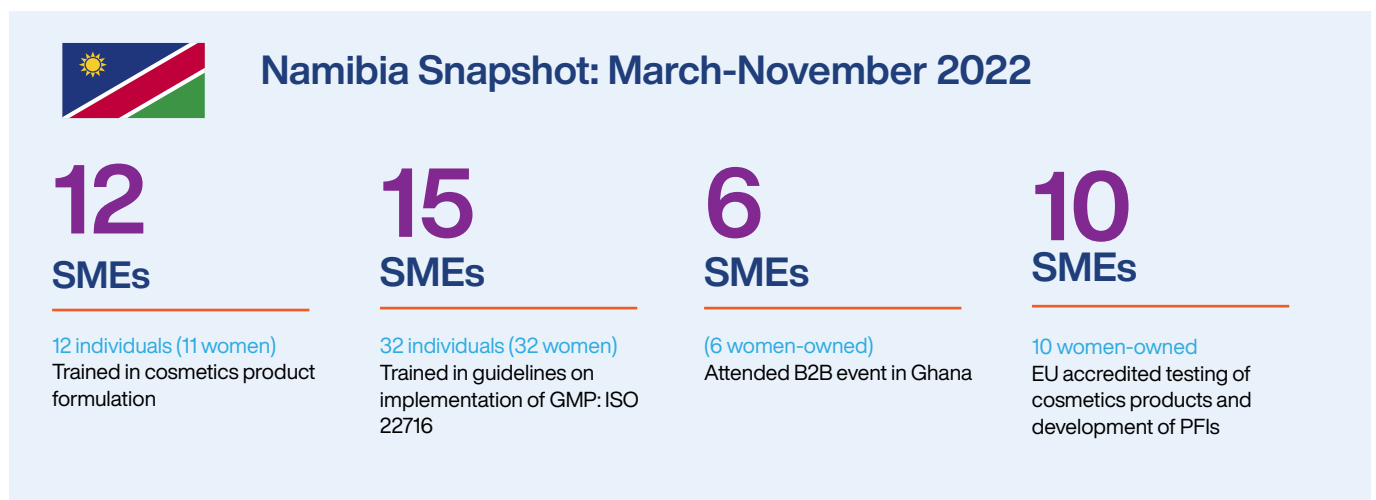 Namibia Snapshot: March-November 2022
12
SMEs
12 individuals (11 women)
Trained in cosmetics product
formulation
15
SMEs
32 individuals (32 women)
Trained in guidelines on
implementation of GMP: ISO
22716
6
SMEs
(6 women-owned)
Attended B2B event in Ghana
10
SMEs
10 women-owned
EU accredited testing of
cosmetics products and
development of PFIs